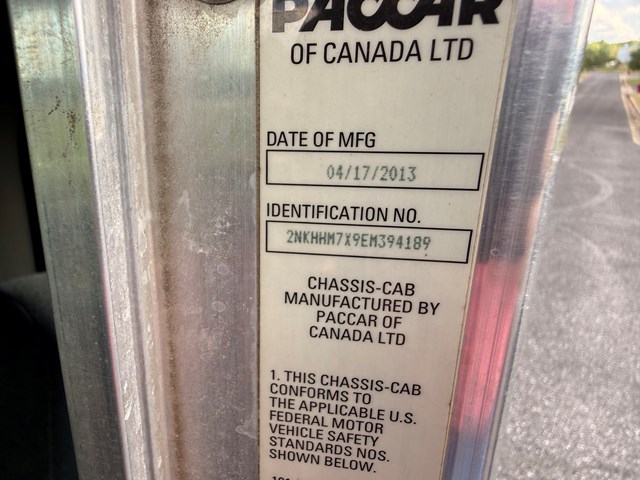 PACCAR
OF CANADA LTD
DATE OF MFG
04/17/2013
IDENTIFICATION NO.
2NKHHM7X9EM394189
CHASSIS-CAB
MANUFACTURED BY
PACCAR OF
CANADA LTD
1. THIS CHASSIS-CAB
CONFORMS TO
THE APPLICABLE U.S.
FEDERAL MOTOR
VEHICLE SAFETY
STANDARDS NOS.
SHOWN BELOW.